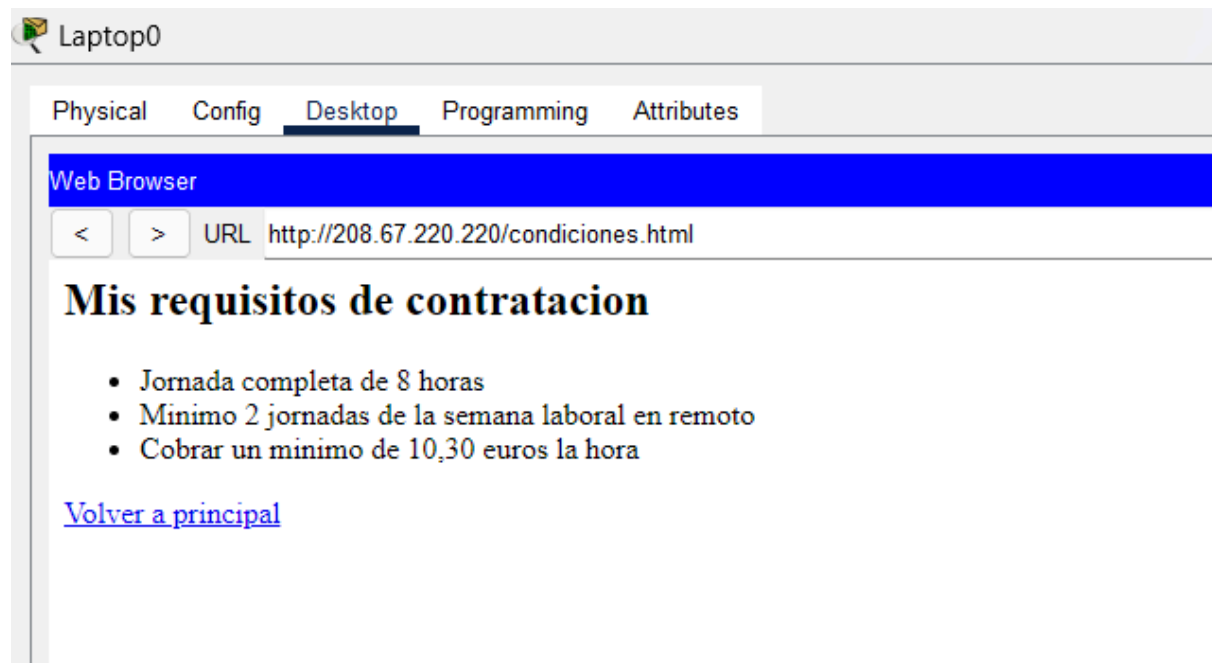 Laptop0
Physical Config Desktop Programming Attributes
Web Browser
< > URL http://208.67.220.220/condiciones.html
Mis requisitos de contratacion
• Jornada completa de 8 horas
• Minimo 2 jornadas de la semana laboral en remoto
• Cobrar un minimo de 10,30 euros la hora
Volver a principal